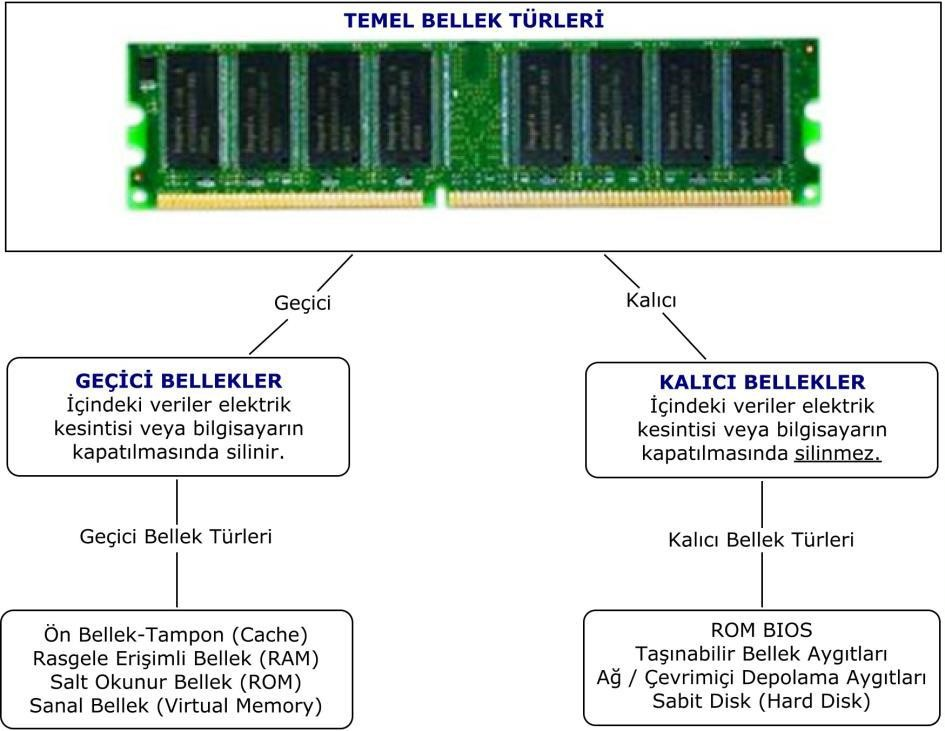 TEMEL BELLEK TÜRLERİ
Geçici
Kalıcı
GEÇİCİ BELLEKLER
İçindeki veriler elektrik
kesintisi veya bilgisayarın
kapatılmasında silinir.
KALICI BELLEKLER
İçindeki veriler elektrik
kesintisi veya bilgisayarın
kapatılmasında silinmez.
Geçici Bellek Türleri
Kalıcı Bellek Türleri
Ön Bellek-Tampon (Cache)
Rasgele Erişimli Bellek (RAM)
Salt Okunur Bellek (ROM)
Sanal Bellek (Virtual Memory)
ROM BIOS
Taşınabilir Bellek Aygıtları
Ağ / Çevrimiçi Depolama Aygıtları
Sabit Disk (Hard Disk)